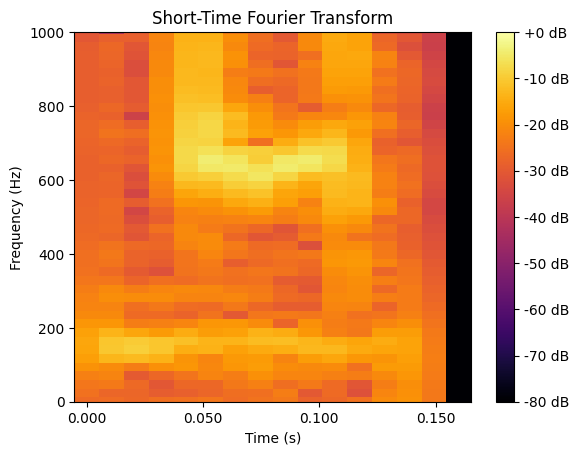 Short-Time Fourier Transform
1000
800
600
400
200
0
Frequency (Hz)
0.000
0.050
0.100
0.150
Time (s)
+0 dB
-10 dB
-20 dB
-30 dB
-40 dB
-50 dB
-60 dB
-70 dB
-80 dB